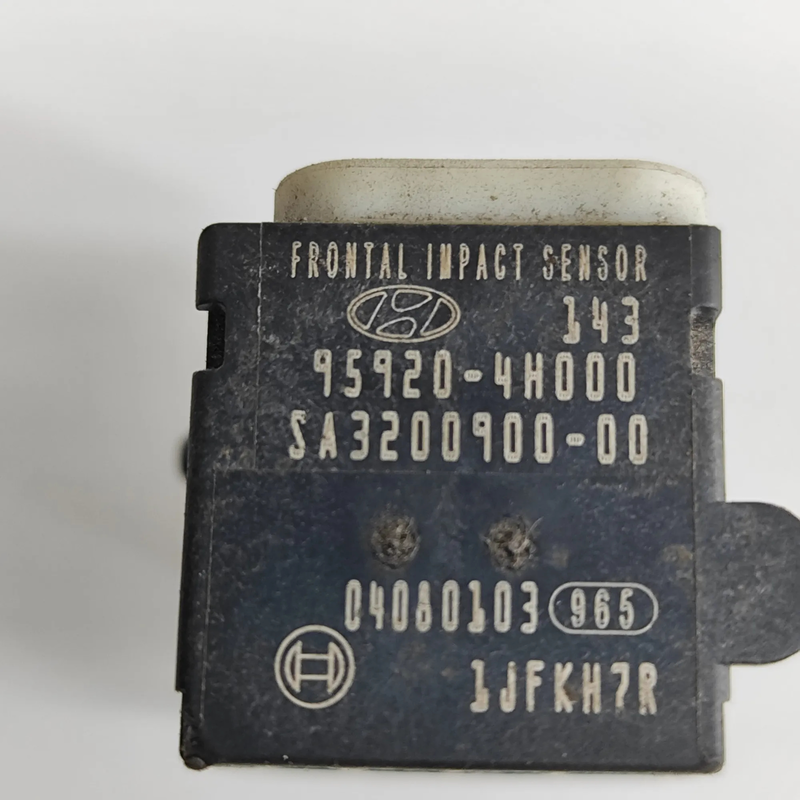 FRONTAL IMPACT SENSOR
143
95920-4H000
SA3200900-00
04080103 965
1JFKH7R